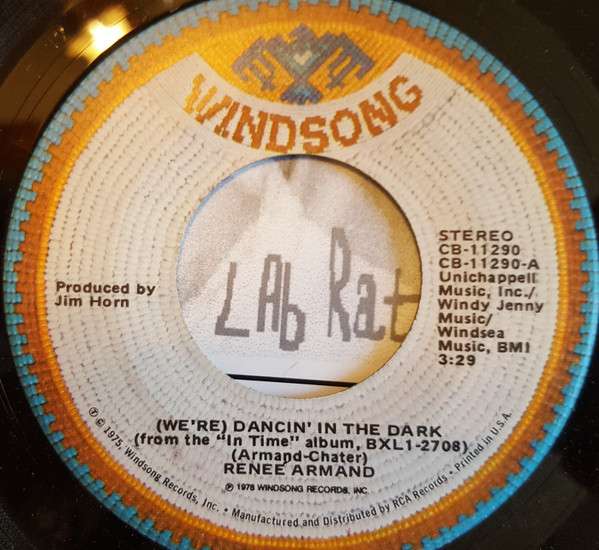 WINDSONG
LAb Rat
Produced by
Jim Horn
STEREO
CB-11290
CB-11290-A
Unichappell
Music, Inc./
Windy Jenny
Music/
Windsea
Music, BMI
3:29
(WE'RE) DANCIN' IN THE DARK
(from the "In Time" album, BXL1-2708)
(Armand-Chater)
RENEE ARMAND
℗ 1978 WINDSONG RECORDS, INC.
℗ © 1975, Windsong Records, Inc. • Manufactured and Distributed by RCA Records • Printed in U.S.A.